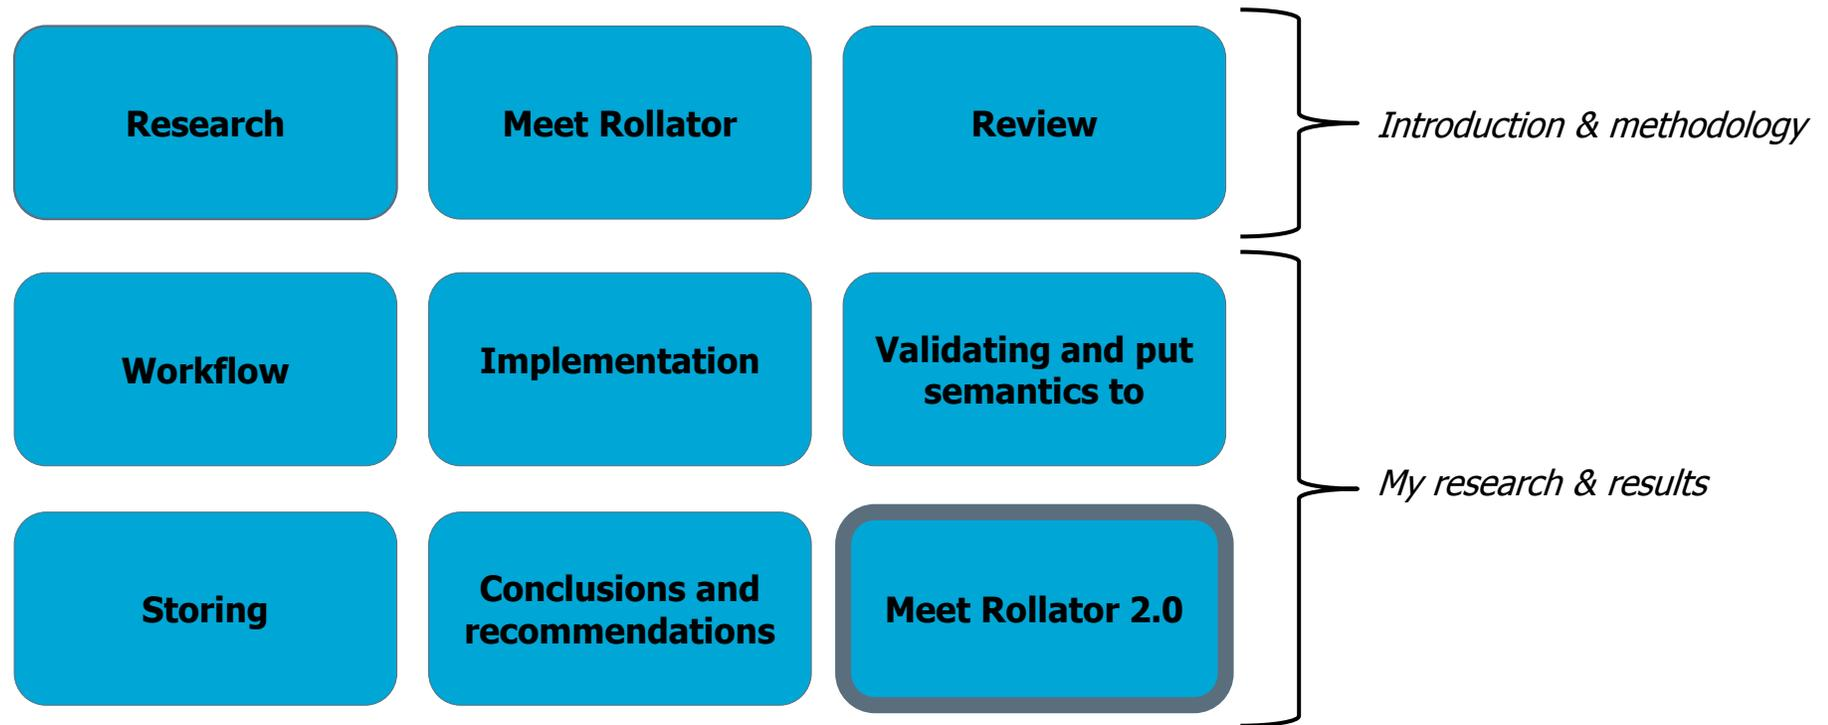 Research
Meet Rollator
Review
Introduction & methodology
Workflow
Implementation
Validating and put
semantics to
My research & results
Storing
Conclusions and
recommendations
Meet Rollator 2.0